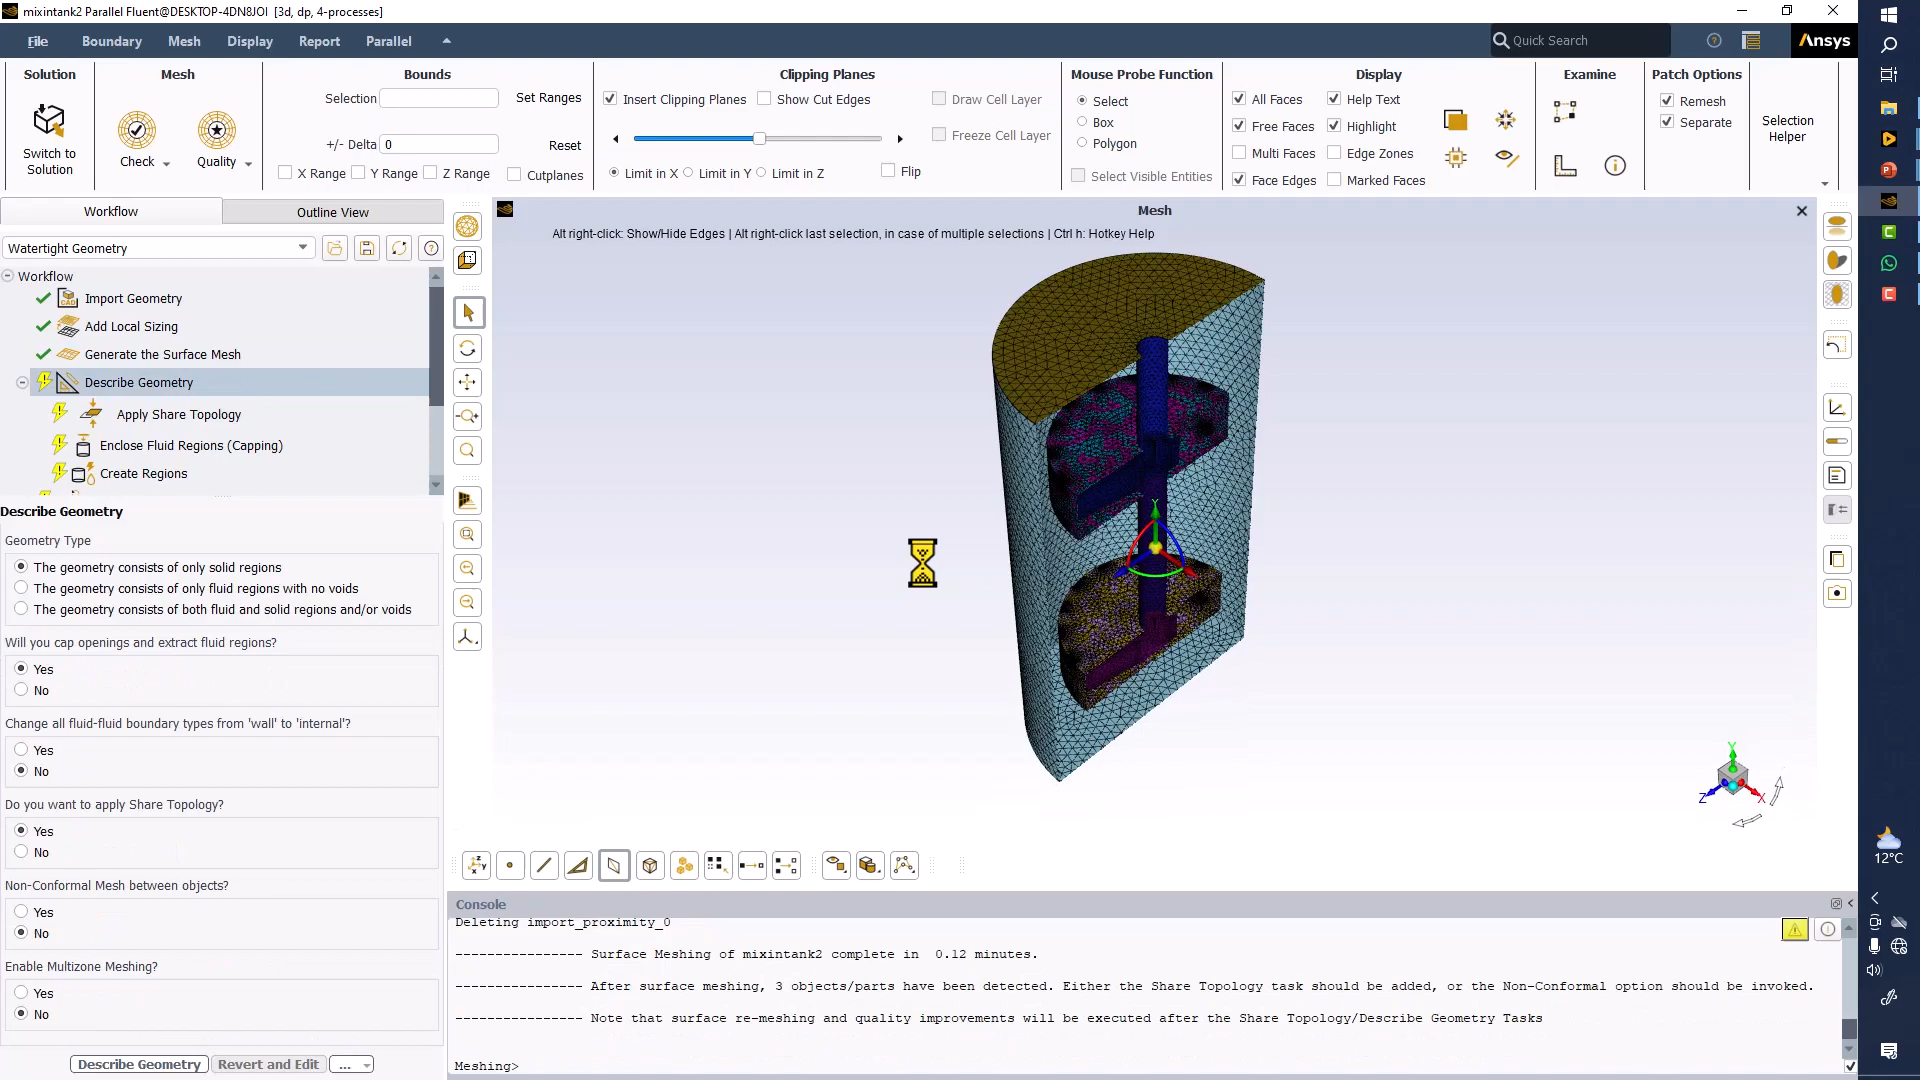 mixintank2 Parallel Fluent@DESKTOP-4DN8JOI [3d, dp, 4-processes]
File Boundary Mesh Display Report Parallel
Quick Search
Ansys
Solution Mesh Bounds Clipping Planes Mouse Probe Function Display Examine Patch Options
Switch to Solution
Check Quality
Selection Set Ranges
+/- Delta 0 Reset
X Range Y Range Z Range Cutplanes
Insert Clipping Planes Show Cut Edges Draw Cell Layer
Freeze Cell Layer
Limit in X Limit in Y Limit in Z Flip
Select
Box
Polygon
Select Visible Entities
All Faces Help Text
Free Faces Highlight
Multi Faces Edge Zones
Face Edges Marked Faces
Remesh
Separate
Selection Helper
Workflow Outline View
Watertight Geometry
Workflow
Import Geometry
Add Local Sizing
Generate the Surface Mesh
Describe Geometry
Apply Share Topology
Enclose Fluid Regions (Capping)
Create Regions
Describe Geometry
Geometry Type
The geometry consists of only solid regions
The geometry consists of only fluid regions with no voids
The geometry consists of both fluid and solid regions and/or voids
Will you cap openings and extract fluid regions?
Yes
No
Change all fluid-fluid boundary types from 'wall' to 'internal'?
Yes
No
Do you want to apply Share Topology?
Yes
No
Non-Conformal Mesh between objects?
Yes
No
Enable Multizone Meshing?
Yes
No
Describe Geometry Revert and Edit ...
Mesh
Alt right-click: Show/Hide Edges | Alt right-click last selection, in case of multiple selections | Ctrl h: Hotkey Help
Y
Y
Z X
Console
Deleting import_proximity_0
---------------- Surface Meshing of mixintank2 complete in 0.12 minutes.
---------------- After surface meshing, 3 objects/parts have been detected. Either the Share Topology task should be added, or the Non-Conformal option should be invoked.
---------------- Note that surface re-meshing and quality improvements will be executed after the Share Topology/Describe Geometry Tasks
Meshing>
12°C